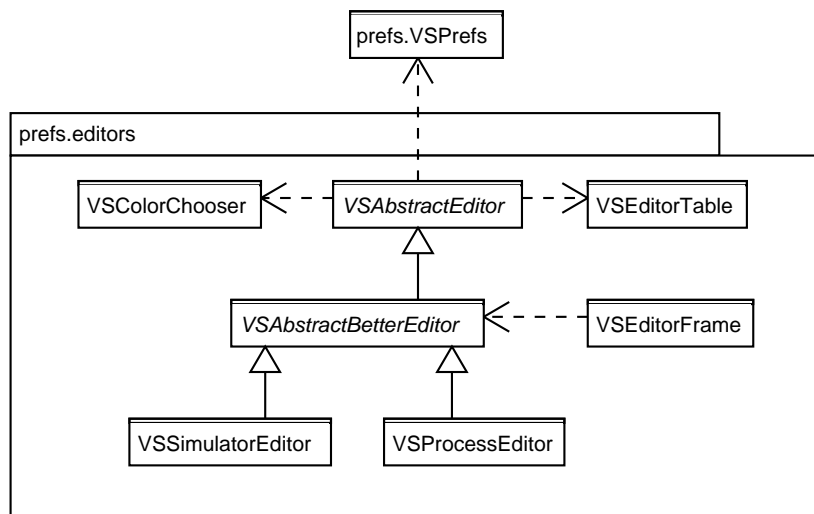 prefs.VSPrefs
prefs.editors
VSColorChooser
VSAbstractEditor
VSEditorTable
VSAbstractBetterEditor
VSEditorFrame
VSSimulatorEditor
VSProcessEditor